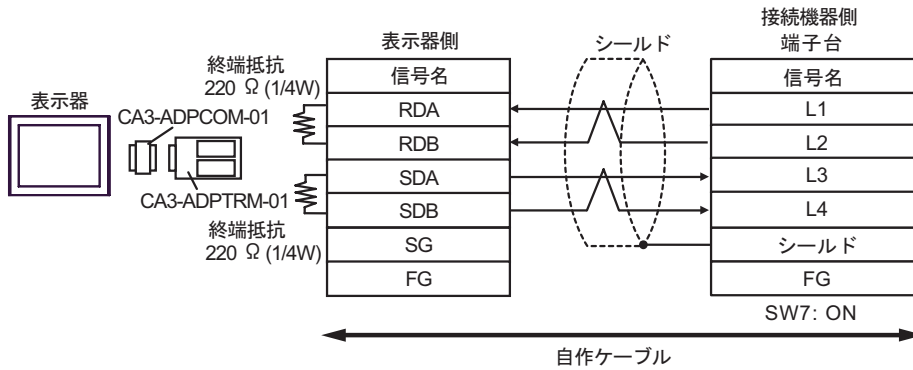 表示器
CA3-ADPCOM-01
CA3-ADPTRM-01
終端抵抗
220 Ω (1/4W)
終端抵抗
220 Ω (1/4W)
表示器側
信号名
RDA
RDB
SDA
SDB
SG
FG
シールド
接続機器側
端子台
信号名
L1
L2
L3
L4
シールド
FG
SW7: ON
自作ケーブル